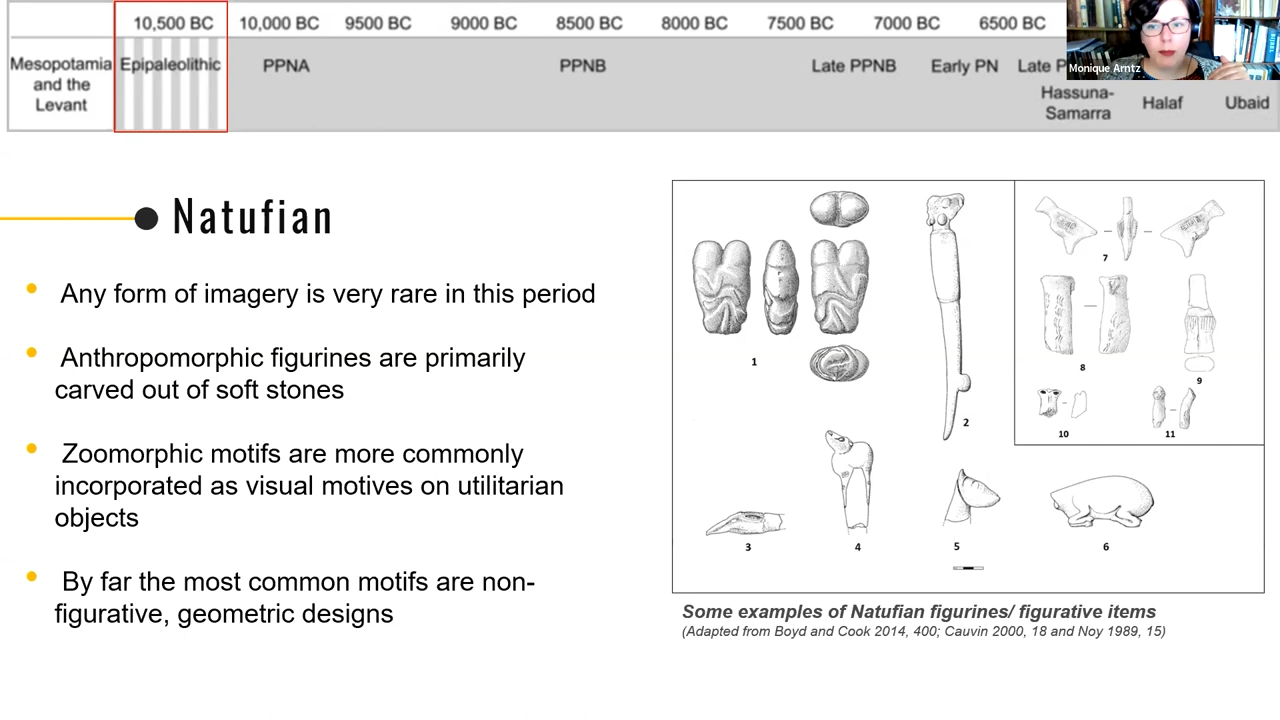 10,500 BC 10,000 BC 9500 BC 9000 BC 8500 BC 8000 BC 7500 BC 7000 BC 6500 BC
Mesopotamia and the Levant
Epipaleolithic PPNA PPNB Late PPNB Early PN Late
Hassuna-Samarra Halaf Ubaid
Monique Arntz
Natufian
• Any form of imagery is very rare in this period
• Anthropomorphic figurines are primarily
carved out of soft stones
• Zoomorphic motifs are more commonly
incorporated as visual motives on utilitarian
objects
• By far the most common motifs are non-
figurative, geometric designs
1
2
3
4
5
6
7
8
9
10
11
Some examples of Natufian figurines/ figurative items
(Adapted from Boyd and Cook 2014, 400; Cauvin 2000, 18 and Noy 1989, 15)